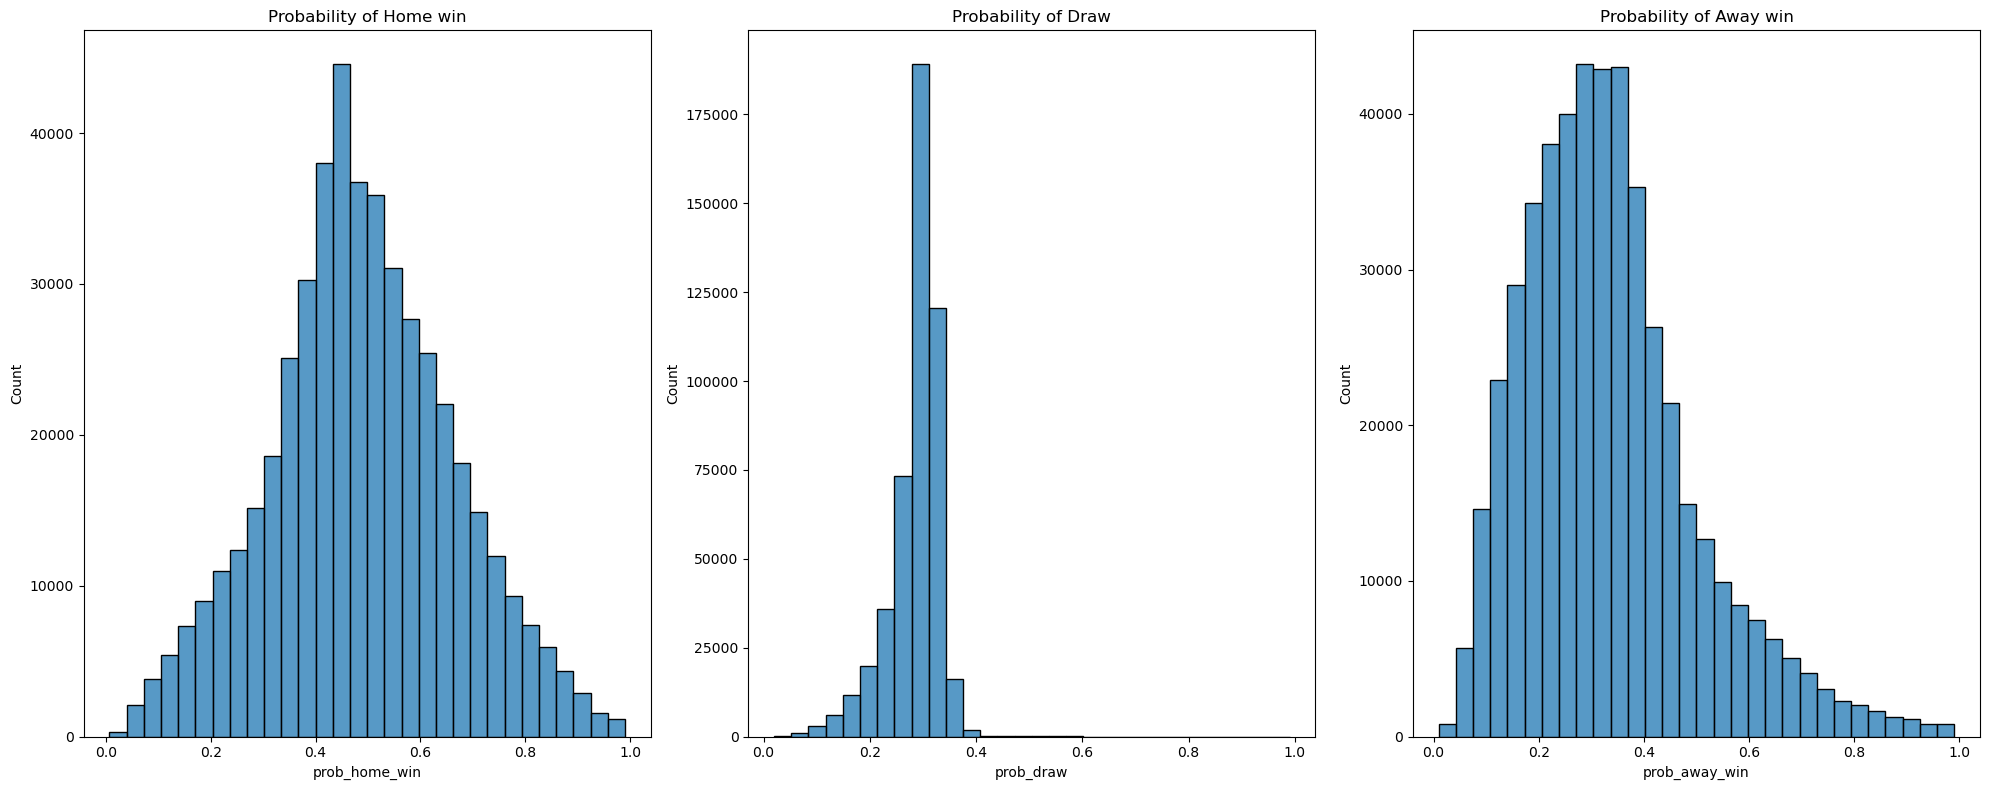 Probability of Home win
Count
40000
30000
20000
10000
0
0.0 0.2 0.4 0.6 0.8 1.0
prob_home_win
Probability of Draw
Count
175000
150000
125000
100000
75000
50000
25000
0
0.0 0.2 0.4 0.6 0.8 1.0
prob_draw
Probability of Away win
Count
40000
30000
20000
10000
0
0.0 0.2 0.4 0.6 0.8 1.0
prob_away_win